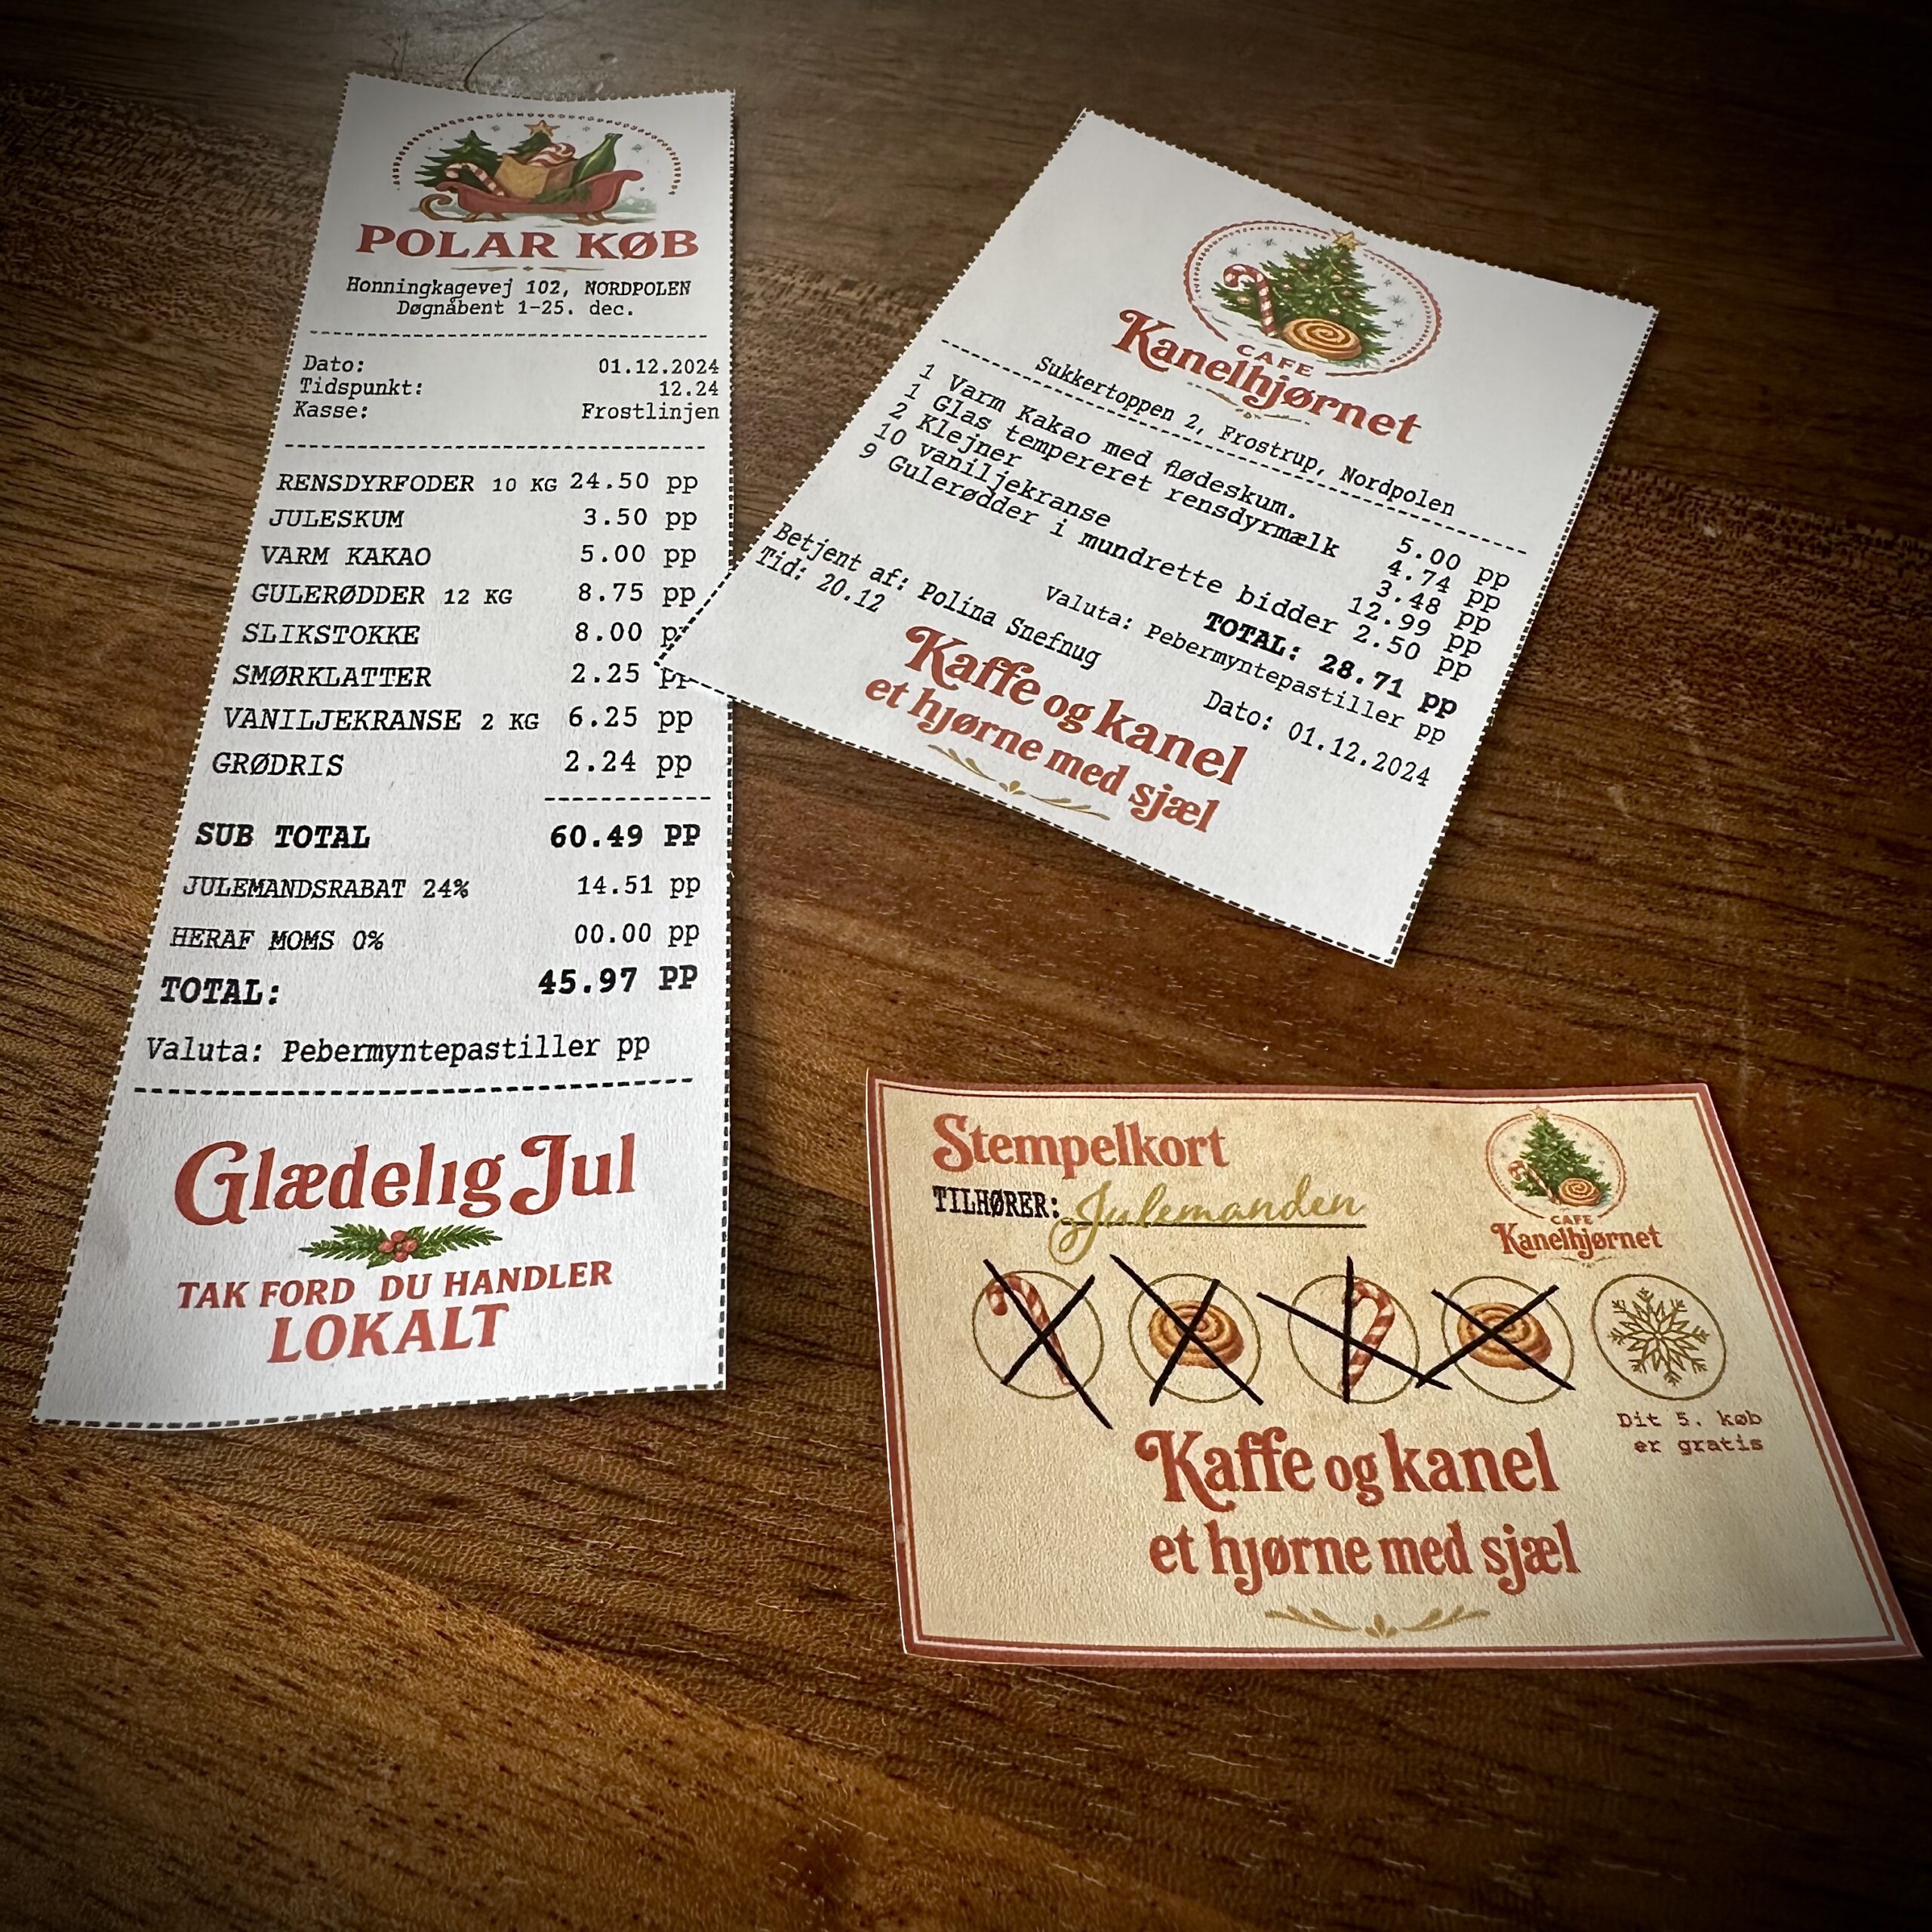 POLAR KØB
Honningkagevej 102, NORDPOLEN
Døgnåbent 1-25. dec.
Dato: 01.12.2024
Tidspunkt: 12.24
Kasse: Frostlinjen
RENSDYRFODER 10 KG 24.50 pp
JULESKUM 3.50 pp
VARM KAKAO 5.00 pp
GULERØDDER 12 KG 8.75 pp
SLIKSTOKKE 8.00 pp
SMØRKLATTER 2.25 pp
VANILJEKRANSE 2 KG 6.25 pp
GRØDRIS 2.24 pp
SUB TOTAL 60.49 PP
JULEMANDSRABAT 24% 14.51 pp
HERAF MOMS 0% 00.00 pp
TOTAL: 45.97 PP
Valuta: Pebermyntepastiller pp
Glædelig Jul
TAK FORD DU HANDLER
LOKALT
CAFE
Kanelhjørnet
Sukkertoppen 2, Frostrup, Nordpolen
1 Varm Kakao med flødeskum. 5.00 pp
1 Glas tempereret rensdyrmælk 4.74 pp
2 Klejner 3.48 pp
10 vaniljekranse 12.99 pp
9 Gulerødder i mundrette bidder 2.50 pp
TOTAL: 28.71 pp
Valuta: Pebermyntepastiller pp
Betjent af: Polina Snefnug
Tid: 20.12 Dato: 01.12.2024
Kaffe og kanel
et hjørne med sjæl
Stempelkort
TILHØRER: Julemanden
CAFE
Kanelhjørnet
Dit 5. køb
er gratis
Kaffe og kanel
et hjørne med sjæl